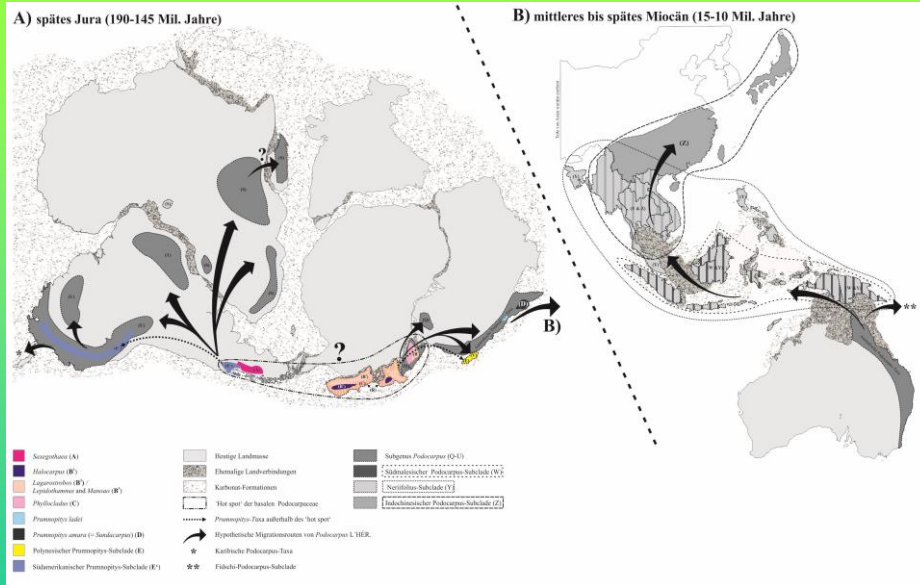 A) spätes Jura (190-145 Mil. Jahre)
B) mittleres bis spätes Miocän (15-10 Mil. Jahre)
?
?
(Z)
B)
*
**
Saxegothaea (A)
Halocarpus (B¹)
Lagarostrobos (B²) /
Lepidothamnus and Manoao (B³)
Phyllocladus (C)
Prumnopitys ladei
Prumnopitys amara (= Sundacarpus) (D)
Polynesischer Prumnopitys-Subclade (E)
Südamerikanischer Prumnopitys-Subclade (E*)
Heutige Landmasse
Ehemalige Landverbindungen
Karbonat-Formationen
'Hot spot' der basalen Podocarpaceae
Prumnopitys-Taxa außerhalb des 'hot spot'
Hypothetische Migrationsrouten von Podocarpus L´HÉR.
* Karibische Podocarpus-Taxa
** Fidschi-Podocarpus-Subclade
Subgenus Podocarpus (Q-U)
Südmalesischer Podocarpus-Subclade (W)
Neriifolius-Subclade (Y)
Indochinesischer Podocarpus-Subclade (Z)